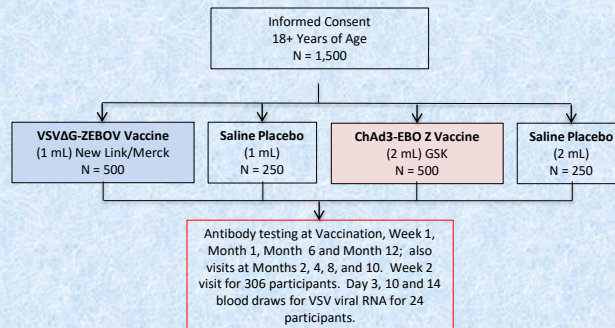 Informed Consent
18+ Years of Age
N = 1,500
VSVΔG-ZEBOV Vaccine
(1 mL) New Link/Merck
N = 500
Saline Placebo
(1 mL)
N = 250
ChAd3-EBO Z Vaccine
(2 mL) GSK
N = 500
Saline Placebo
(2 mL)
N = 250
Antibody testing at Vaccination, Week 1,
Month 1, Month 6 and Month 12; also
visits at Months 2, 4, 8, and 10. Week 2
visit for 306 participants. Day 3, 10 and 14
blood draws for VSV viral RNA for 24
participants.